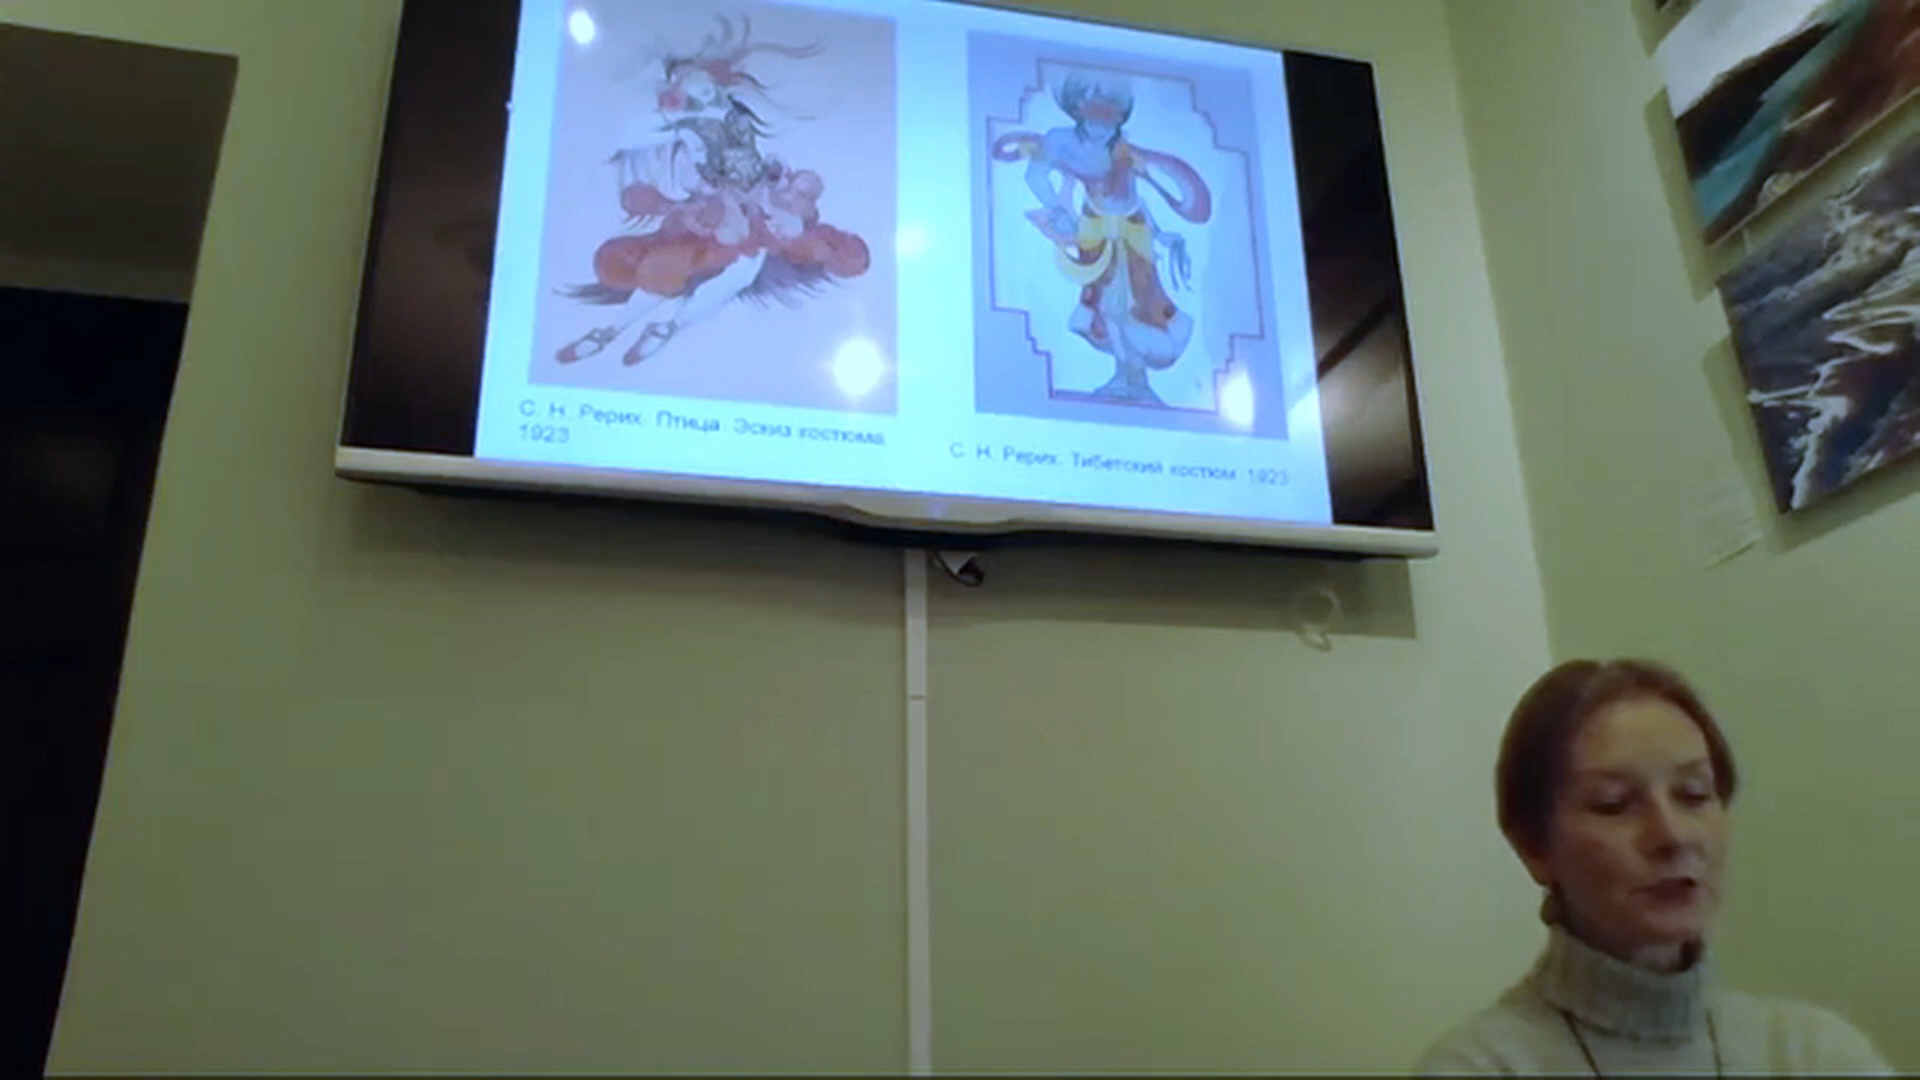 С. Н. Рерих. Птица. Эскиз костюма.
1923
С. Н. Рерих. Тибетский костюм. 1923